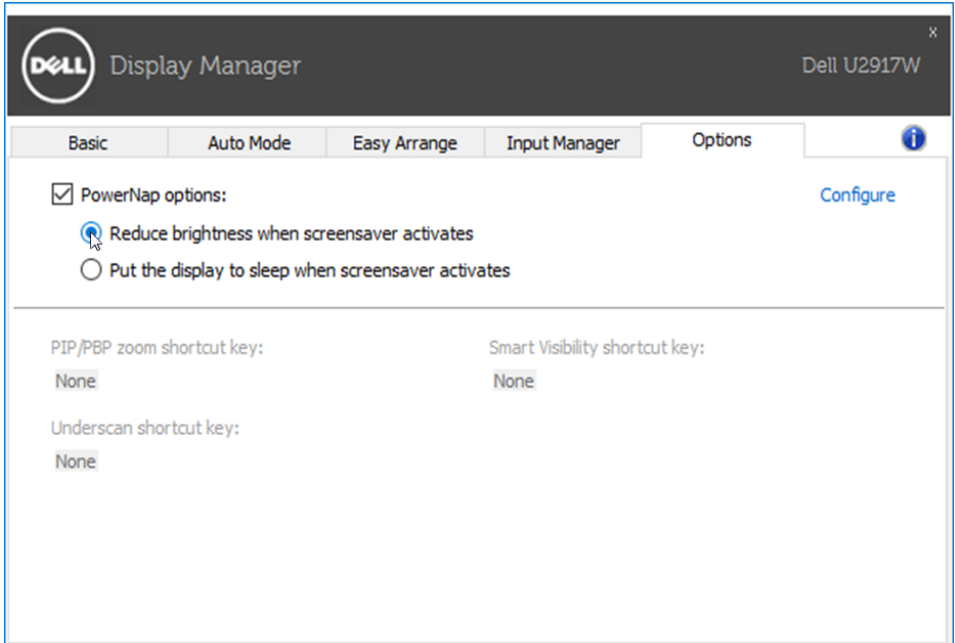 x
DELL Display Manager Dell U2917W
Basic Auto Mode Easy Arrange Input Manager Options i
PowerNap options: Configure
Reduce brightness when screensaver activates
Put the display to sleep when screensaver activates
PIP/PBP zoom shortcut key: Smart Visibility shortcut key:
None None
Underscan shortcut key:
None